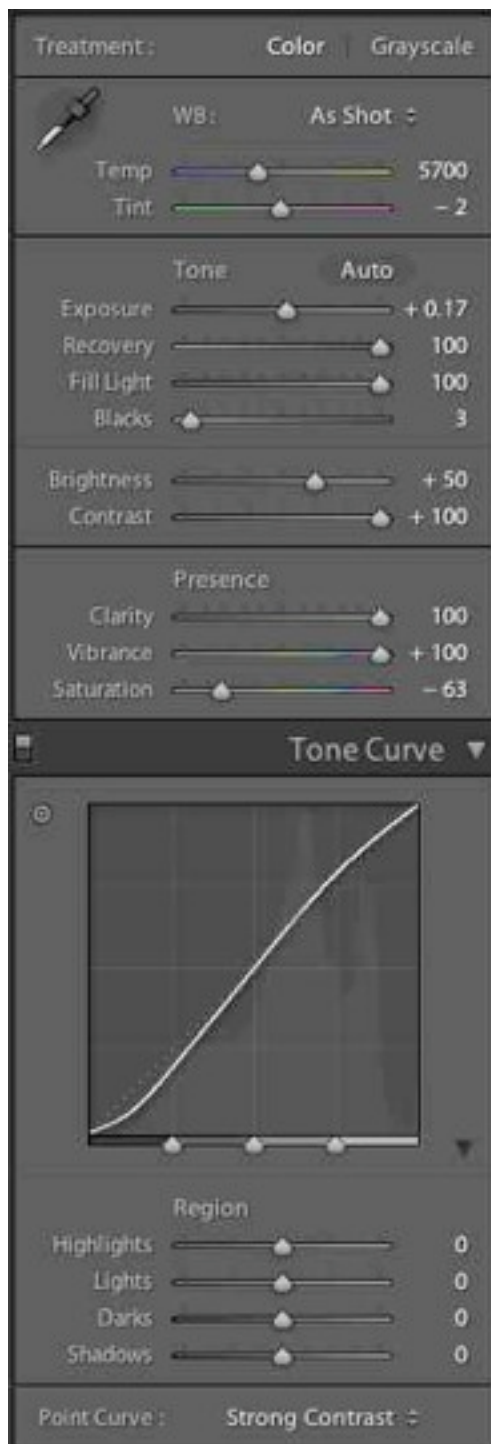 Treatment : Color | Grayscale
WB: As Shot
Temp 5700
Tint – 2
Tone Auto
Exposure + 0.17
Recovery 100
Fill Light 100
Blacks 3
Brightness + 50
Contrast + 100
Presence
Clarity 100
Vibrance + 100
Saturation – 63
Tone Curve
Region
Highlights 0
Lights 0
Darks 0
Shadows 0
Point Curve : Strong Contrast